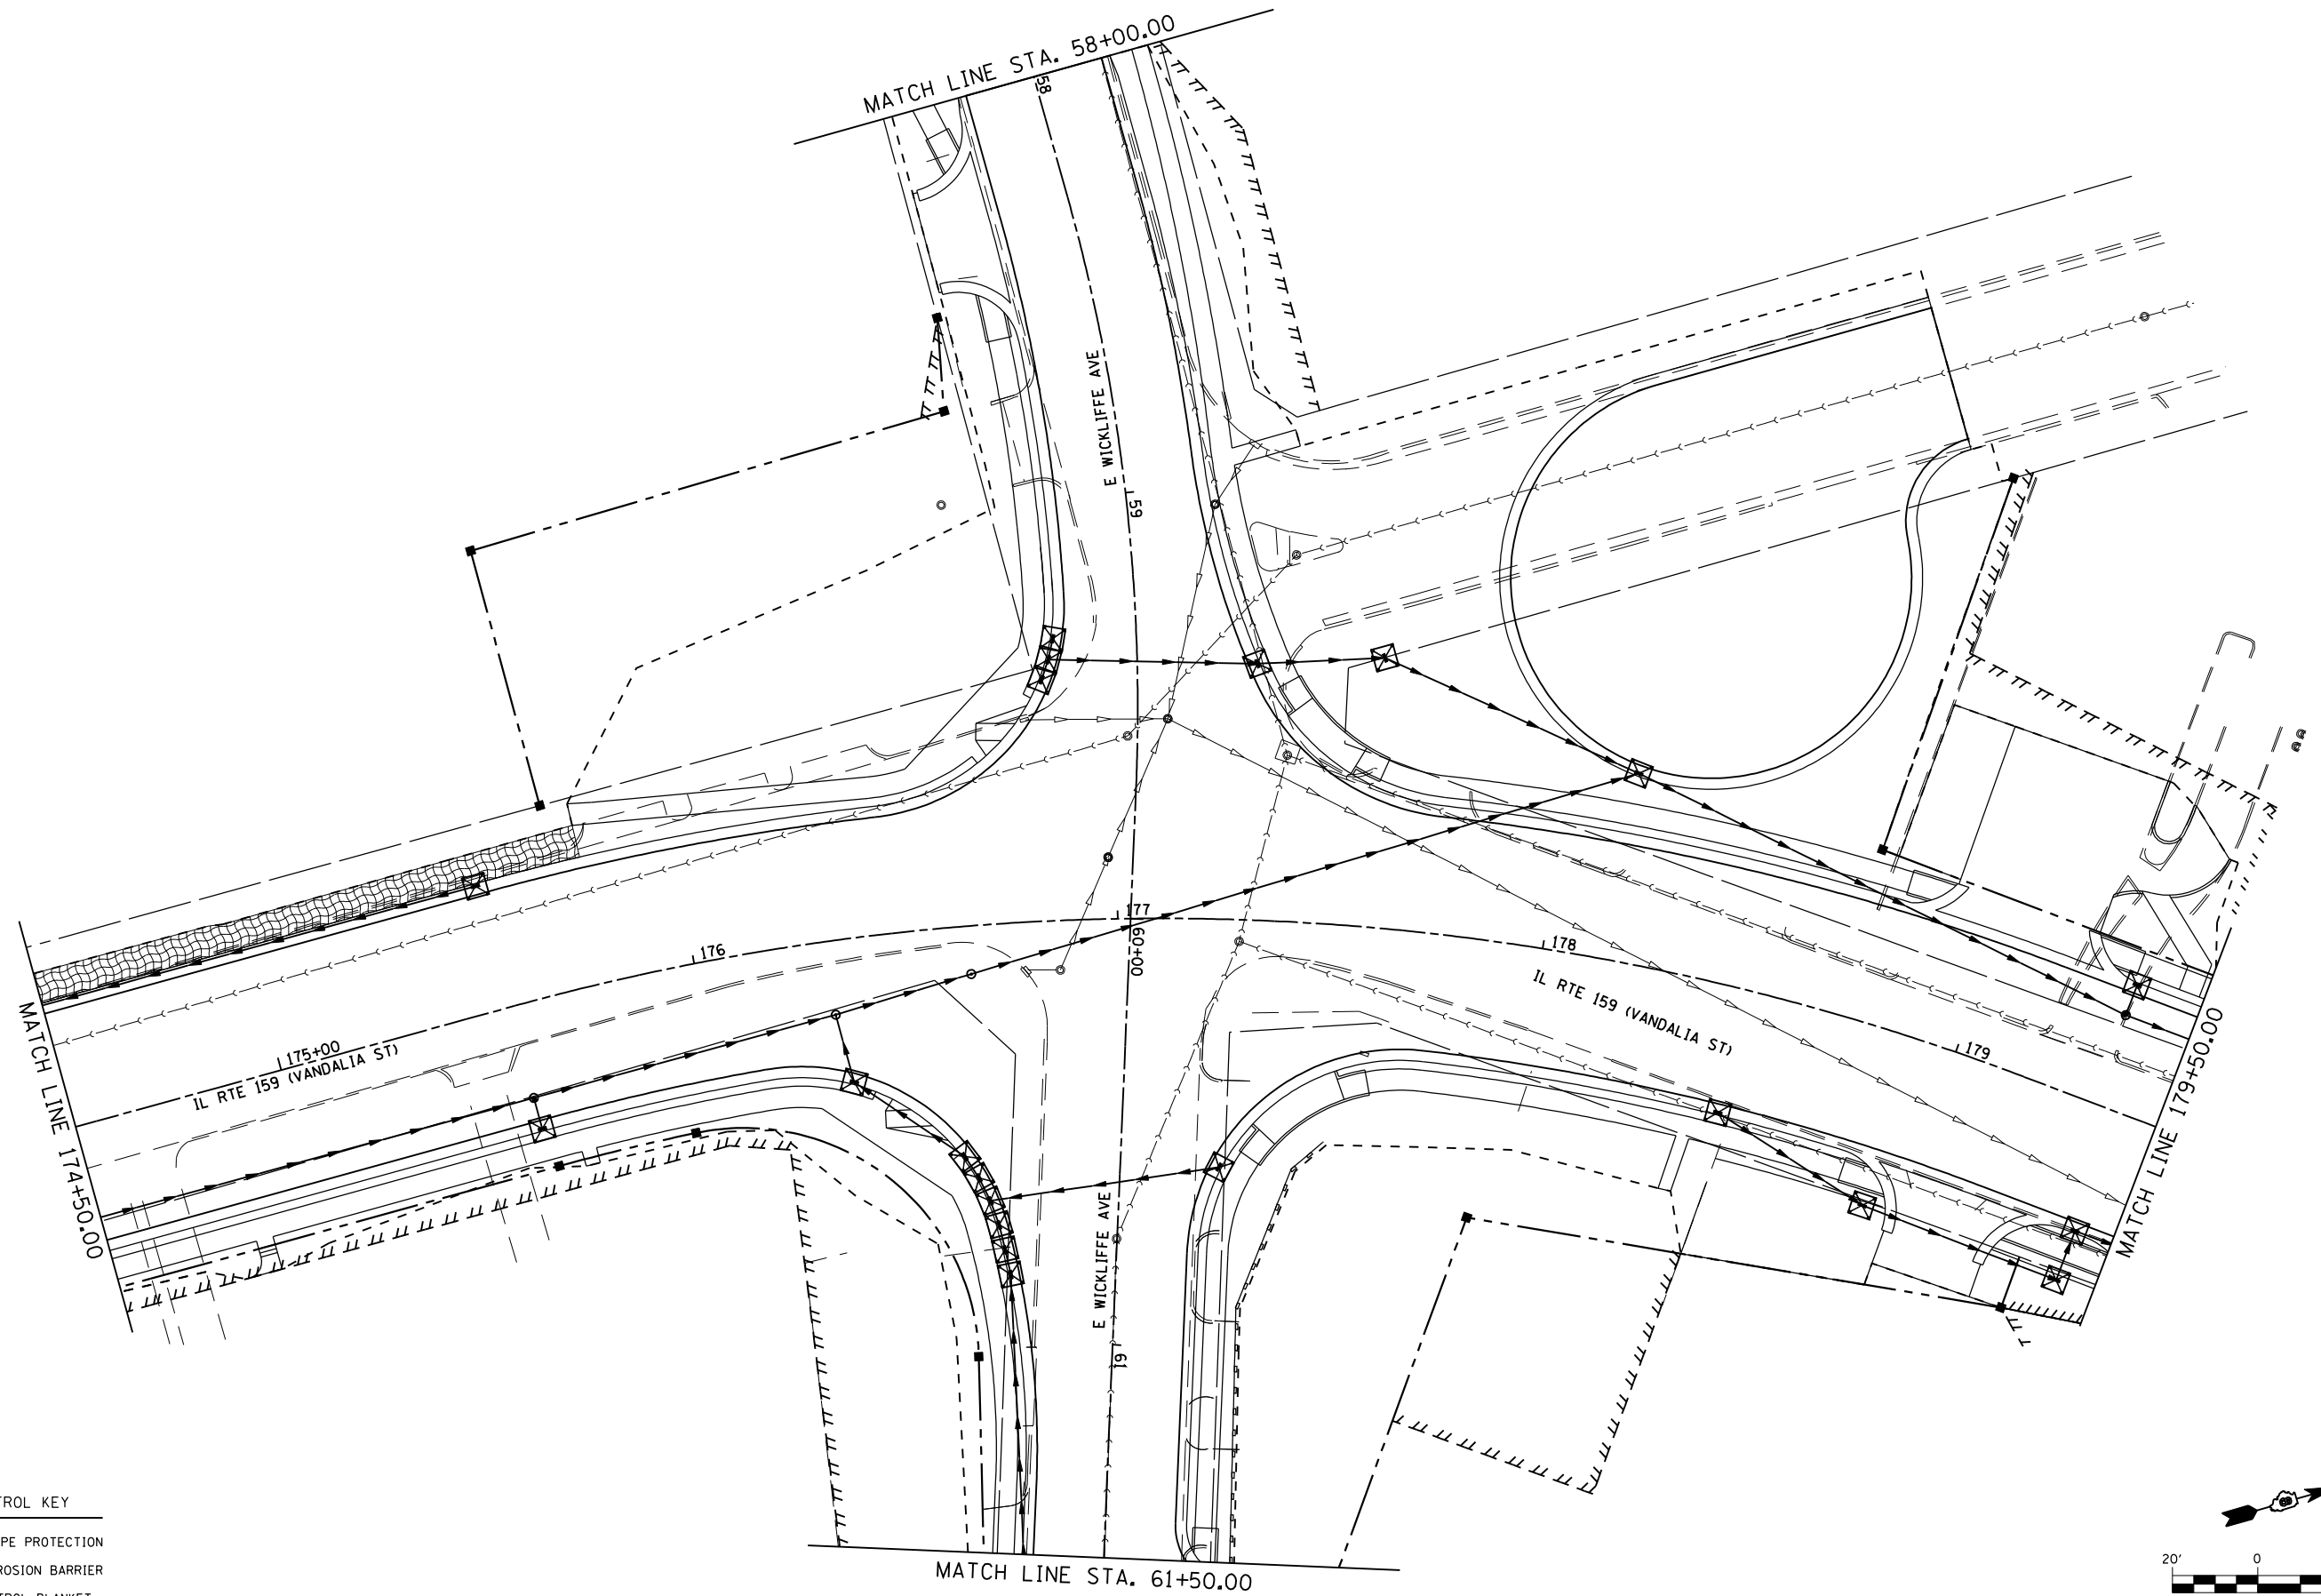 MATCH LINE STA. 58+00.00
58
E WICKLIFFE AVE
59
177
60+00
176
178
IL RTE 159 (VANDALIA ST)
175+00
IL RTE 159 (VANDALIA ST)
179
MATCH LINE 174+50.00
MATCH LINE 179+50.00
E WICKLIFFE AVE
61
MATCH LINE STA. 61+50.00
TROL KEY
PE PROTECTION
ROSION BARRIER
TROL BLANKET
20'
0